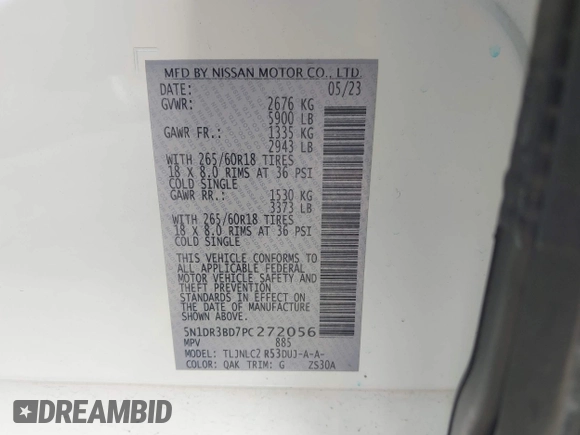 MFD BY NISSAN MOTOR CO., LTD.
DATE: 05/23
GVWR: 2676 KG
5900 LB
GAWR FR.: 1335 KG
2943 LB
WITH 265/60R18 TIRES
18 X 8.0 RIMS AT 36 PSI
COLD SINGLE
GAWR RR.: 1530 KG
3373 LB
WITH 265/60R18 TIRES
18 X 8.0 RIMS AT 36 PSI
COLD SINGLE
THIS VEHICLE CONFORMS TO
ALL APPLICABLE FEDERAL
MOTOR VEHICLE SAFETY AND
THEFT PREVENTION
STANDARDS IN EFFECT ON
THE DATE OF MANUFACTURE
SHOWN ABOVE.
5N1DR3BD7PC272056
MPV 885
MODEL: TLJNLCZ R53DUJ-A-A-
COLOR: QAK TRIM: G ZS30A
AUTOBIDMASTER